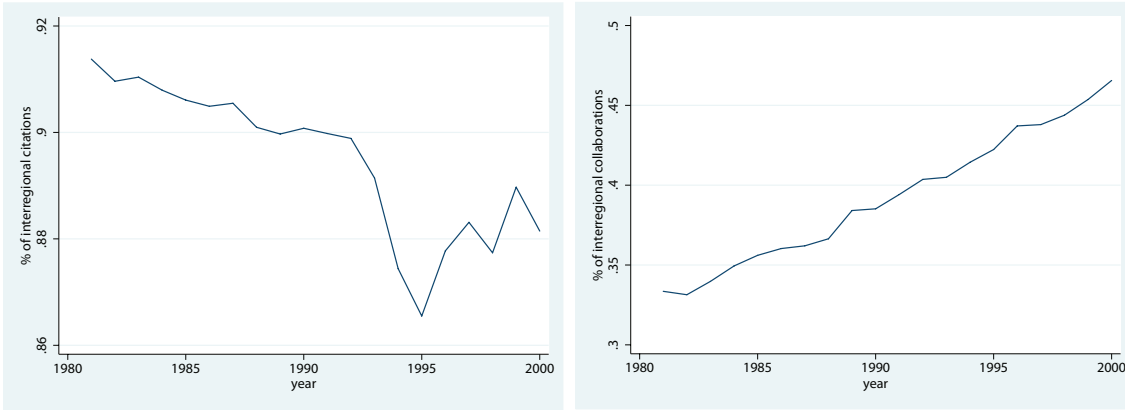 % of interregional citations
.92
.9
.88
.86
1980 1985 1990 1995 2000
year
% of interregional collaborations
.5
.45
.4
.35
.3
1980 1985 1990 1995 2000
year